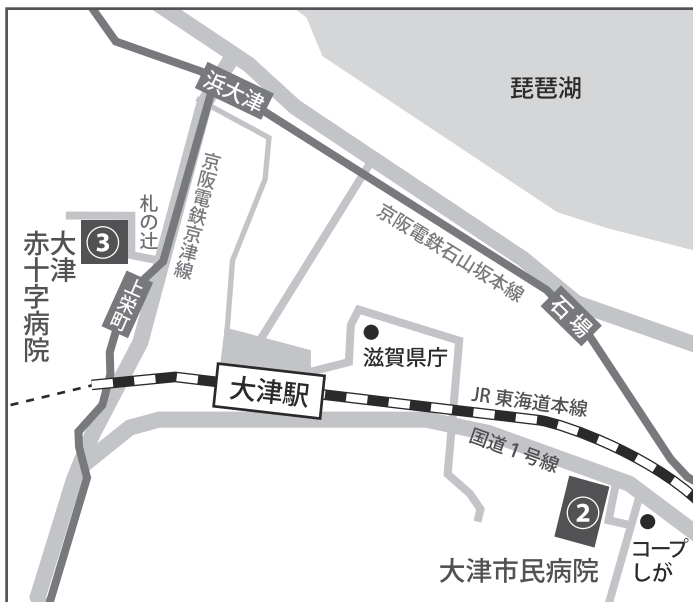 琵琶湖
浜大津
京阪電鉄京津線
札の辻
京阪電鉄石山坂本線
③
大津
赤十字病院
上栄町
石場
滋賀県庁
大津駅
JR 東海道本線
国道 1 号線
②
大津市民病院
コープ
しが